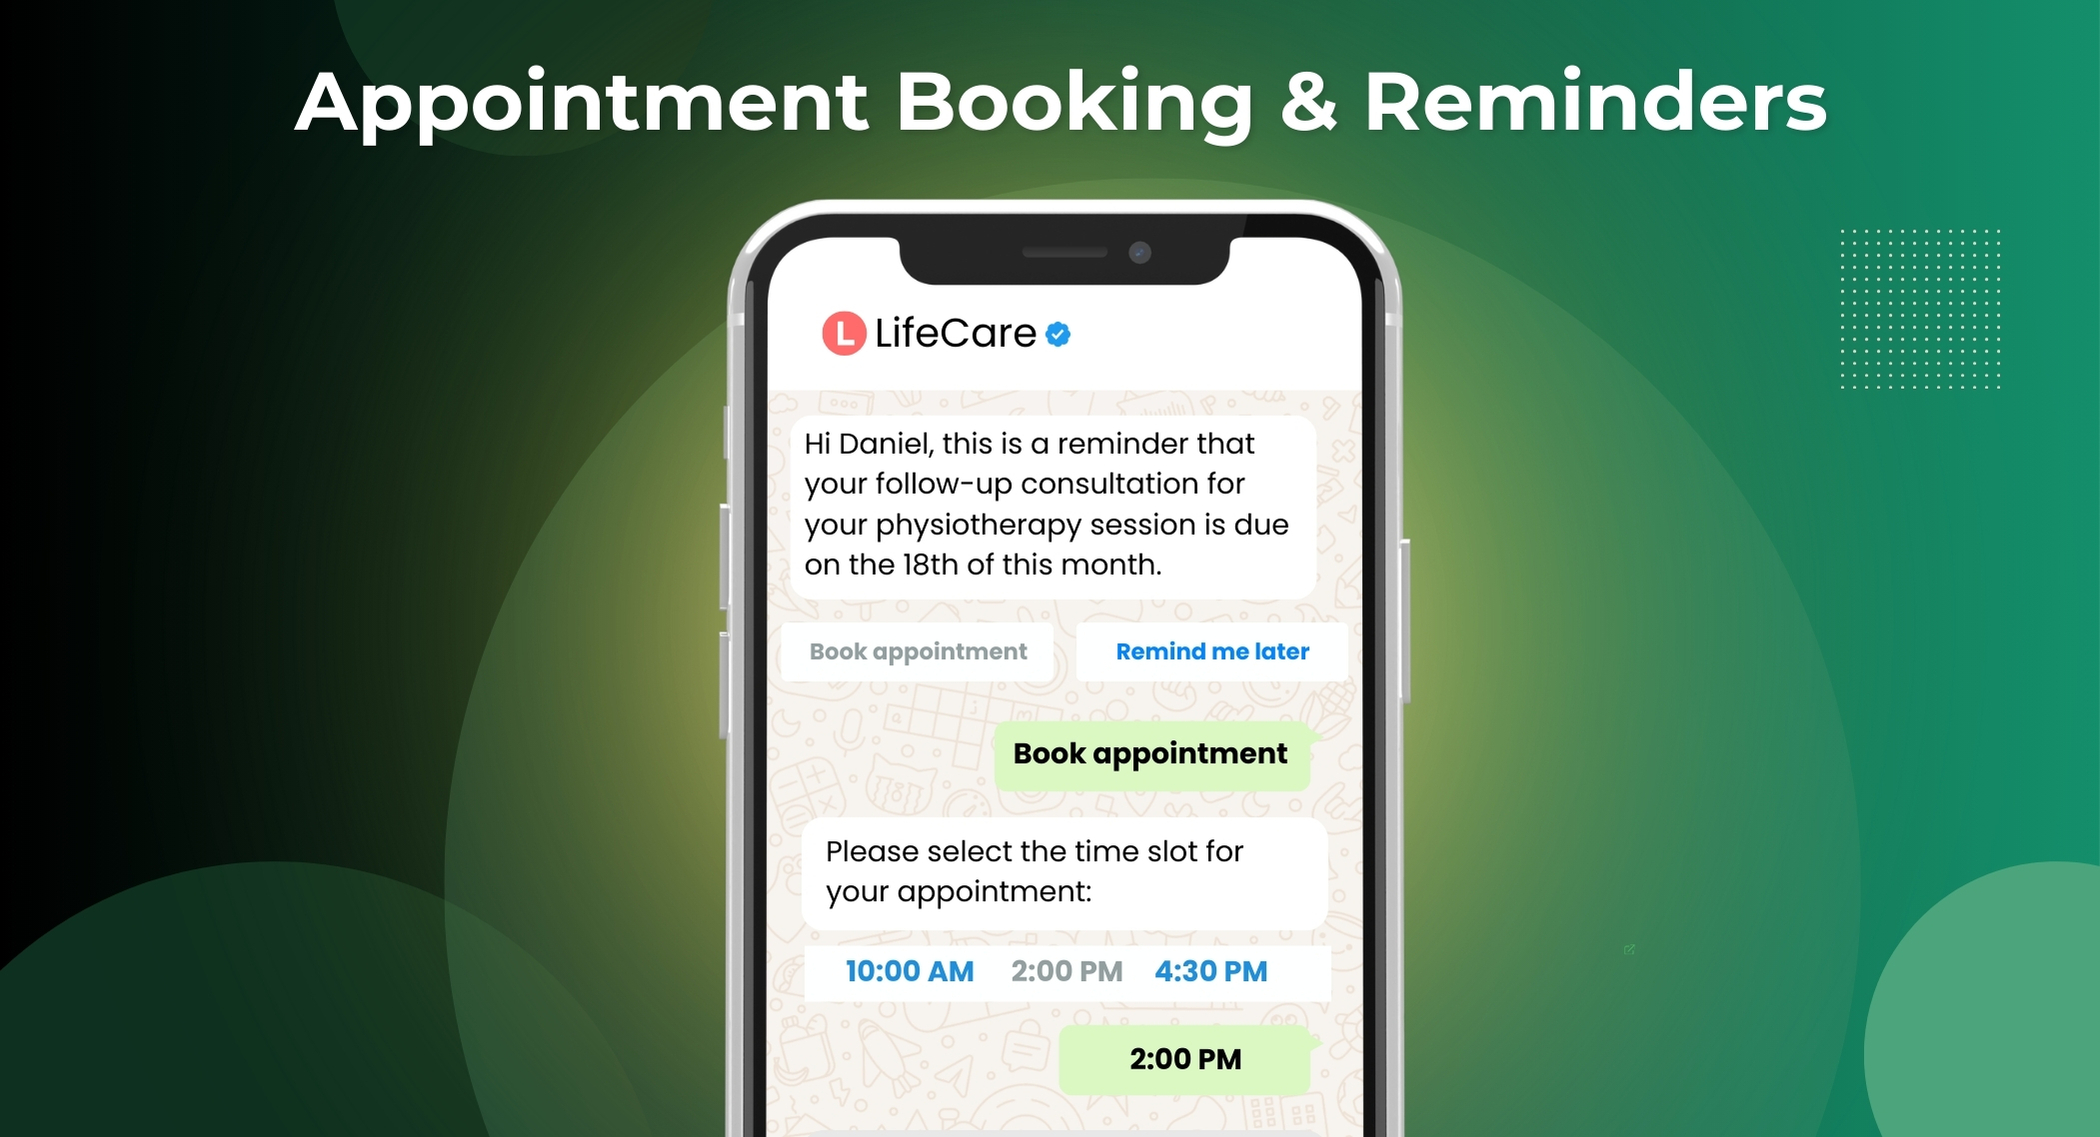 Appointment Booking & Reminders
L LifeCare
Hi Daniel, this is a reminder that
your follow-up consultation for
your physiotherapy session is due
on the 18th of this month.
Book appointment Remind me later
Book appointment
Please select the time slot for
your appointment:
10:00 AM 2:00 PM 4:30 PM
2:00 PM